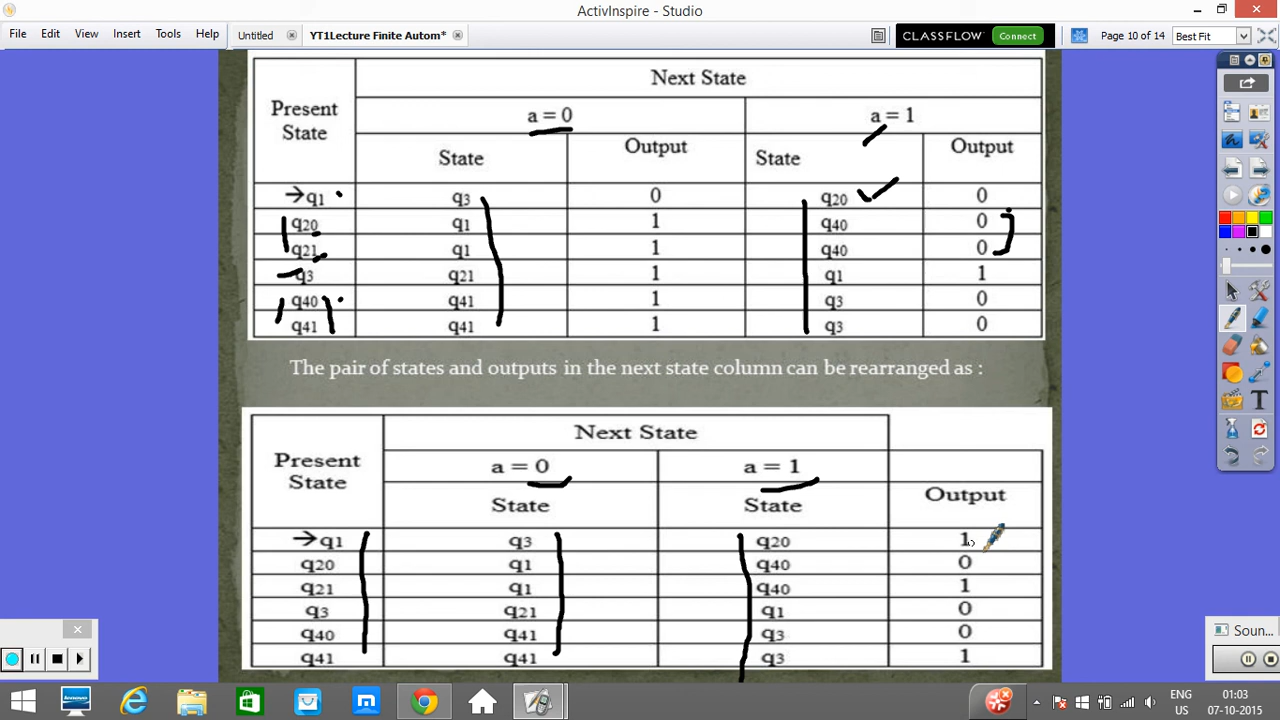 ActivInspire - Studio
File Edit View Insert Tools Help Untitled YT1Lecture Finite Autom* CLASSFLOW Connect Page 10 of 14 Best Fit
Next State
Present State
a = 0 a = 1
State Output State Output
→q1 q3 0 q20 0
q20 q1 1 q40 0
q21 q1 1 q40 0
q3 q21 1 q1 1
q40 q41 1 q3 0
q41 q41 1 q3 0
The pair of states and outputs in the next state column can be rearranged as :
Next State
Present State
a = 0 a = 1
State State Output
→q1 q3 q20 1
q20 q1 q40 0
q21 q1 q40 1
q3 q21 q1 0
q40 q41 q3 0
q41 q41 q3 1
Soun...
ENG 01:03
US 07-10-2015